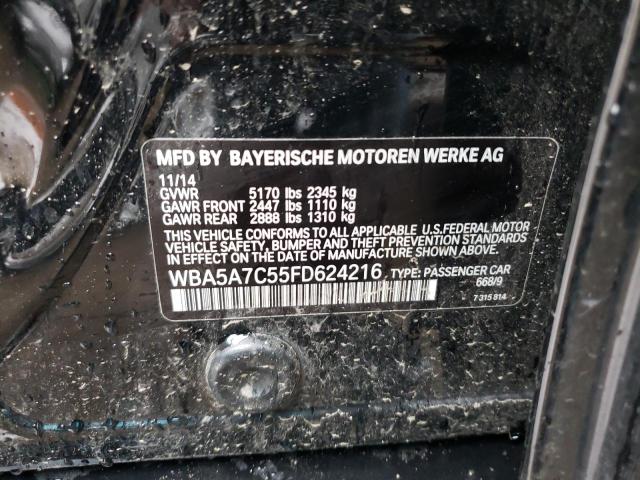 MFD BY BAYERISCHE MOTOREN WERKE AG
11/14
GVWR 5170 lbs 2345 kg
GAWR FRONT 2447 lbs 1110 kg
GAWR REAR 2888 lbs 1310 kg
THIS VEHICLE CONFORMS TO ALL APPLICABLE U.S.FEDERAL MOTOR
VEHICLE SAFETY, BUMPER AND THEFT PREVENTION STANDARDS
IN EFFECT ON THE DATE OF MANUFACTURE SHOWN ABOVE.
WBA5A7C55FD624216 TYPE: PASSENGER CAR
668/9
7 315 814